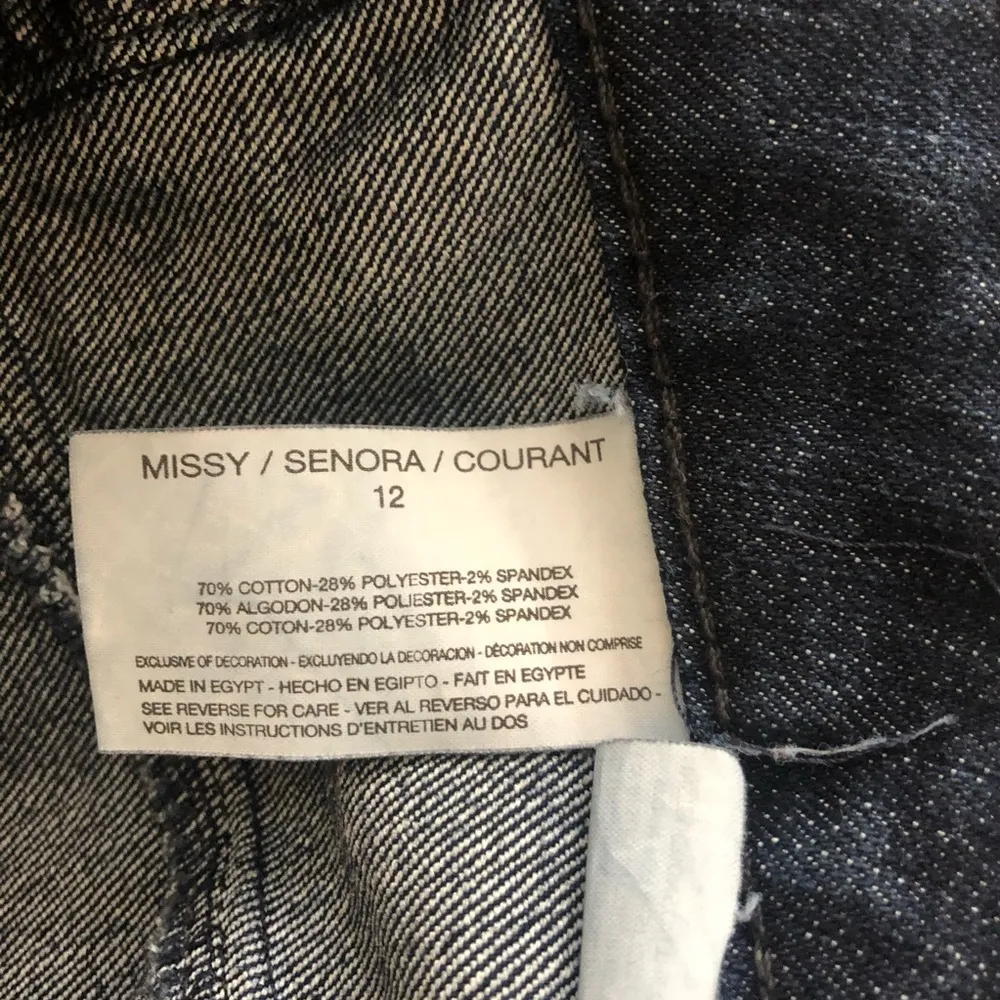 MISSY / SENORA / COURANT
12
70% COTTON-28% POLYESTER-2% SPANDEX
70% ALGODON-28% POLIESTER-2% SPANDEX
70% COTON-28% POLYESTER-2% SPANDEX
EXCLUSIVE OF DECORATION - EXCLUYENDO LA DECORACION - DÉCORATION NON COMPRISE
MADE IN EGYPT - HECHO EN EGIPTO - FAIT EN EGYPTE
SEE REVERSE FOR CARE - VER AL REVERSO PARA EL CUIDADO -
VOIR LES INSTRUCTIONS D'ENTRETIEN AU DOS